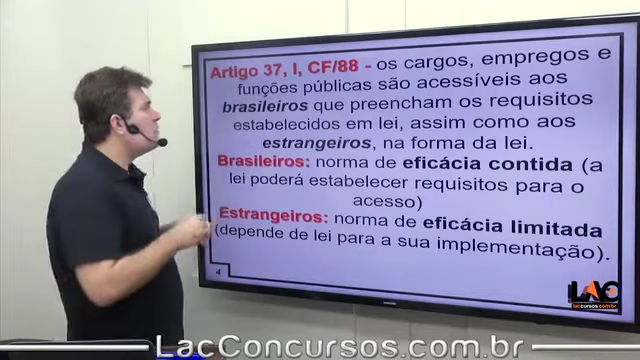 Artigo 37, I, CF/88 - os cargos, empregos e
funções públicas são acessíveis aos
brasileiros que preencham os requisitos
estabelecidos em lei, assim como aos
estrangeiros, na forma da lei.
Brasileiros: norma de eficácia contida (a
lei poderá estabelecer requisitos para o
acesso)
Estrangeiros: norma de eficácia limitada
(depende de lei para a sua implementação).
4
LAC
laccursos.com.br
LacConcursos.com.br